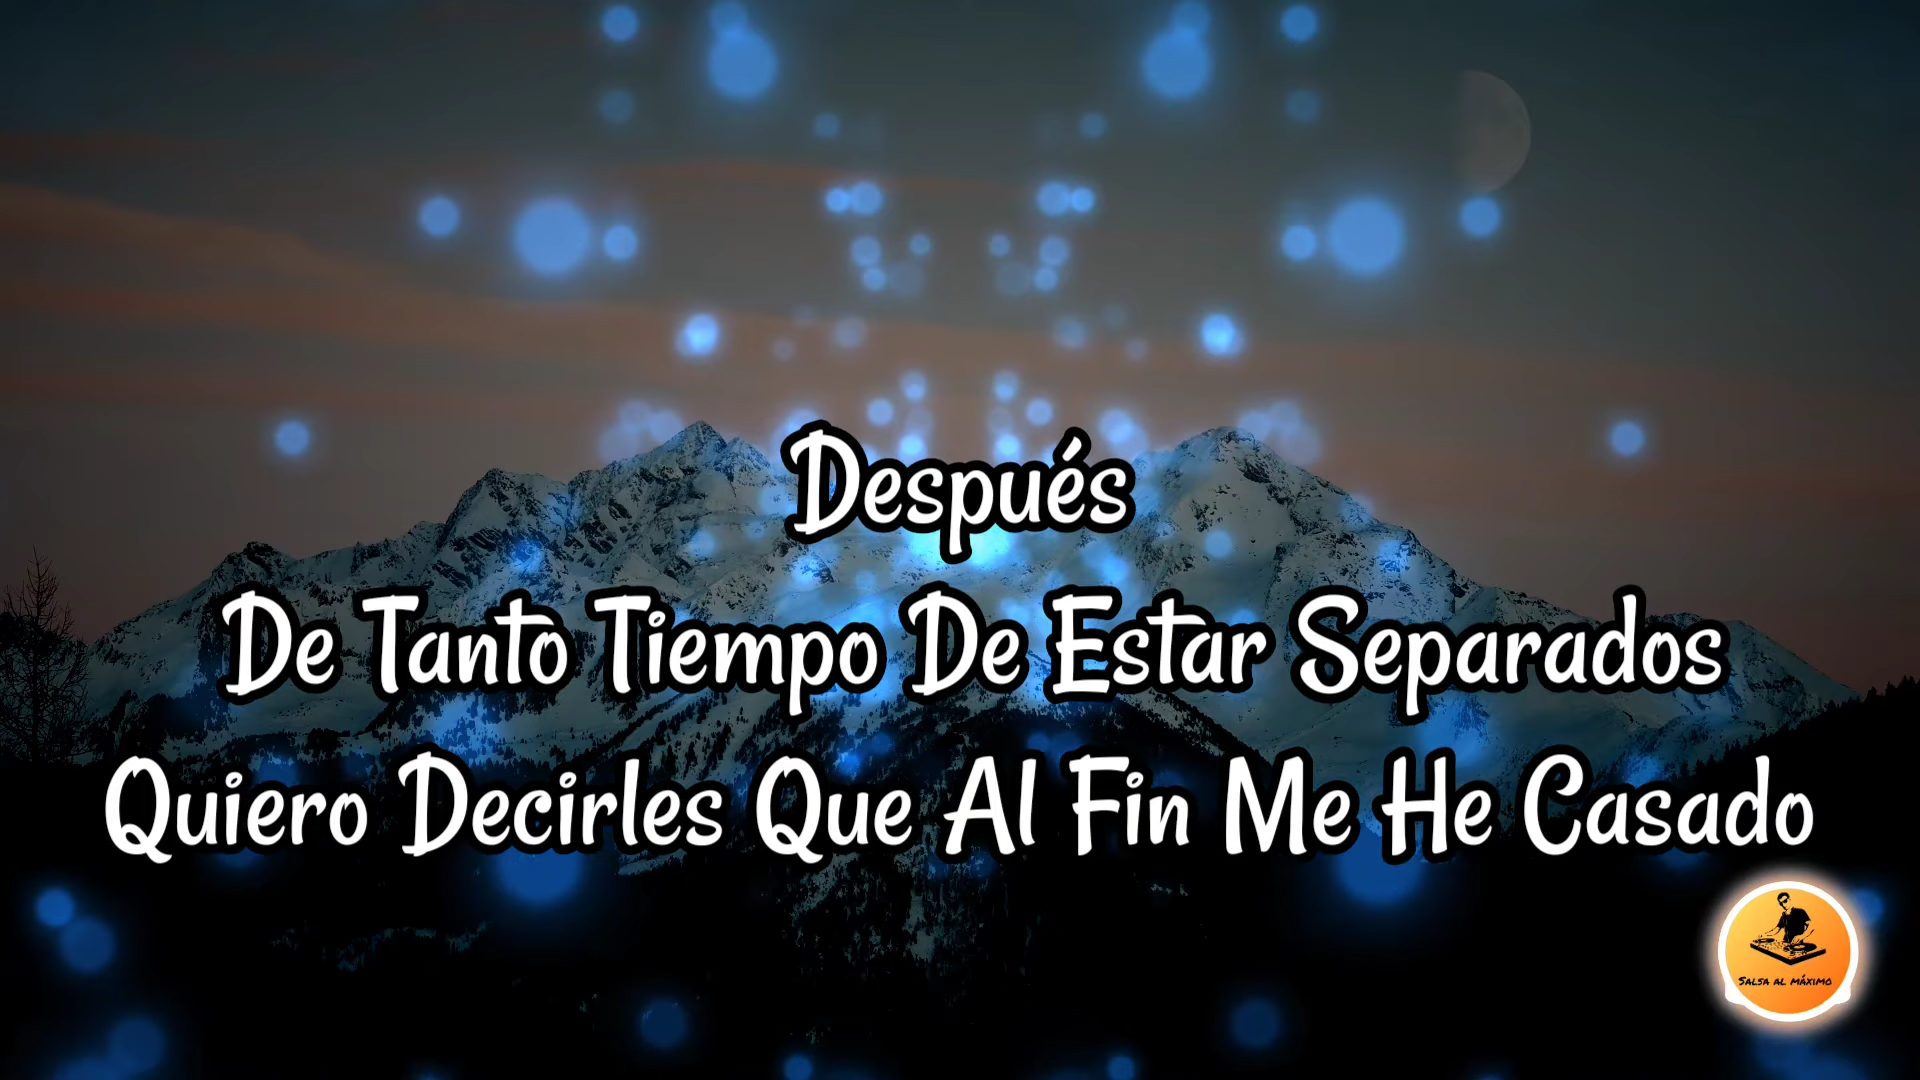 Después
De Tanto Tiempo De Estar Separados
Quiero Decirles Que Al Fin Me He Casado
Salsa al máximo